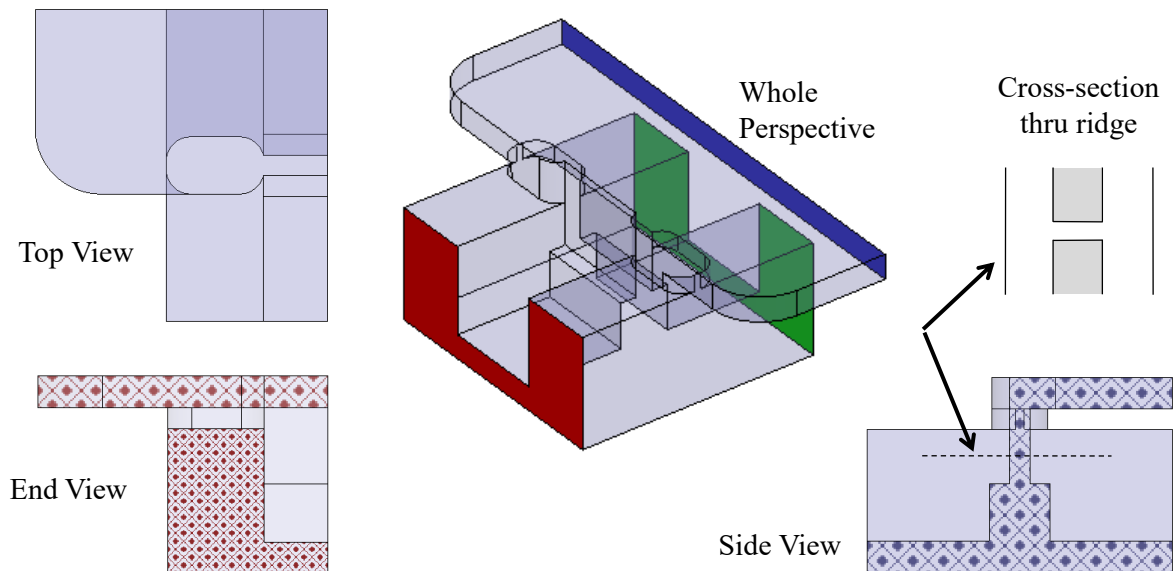 Top View
Whole
Perspective
Cross-section
thru ridge
End View
Side View